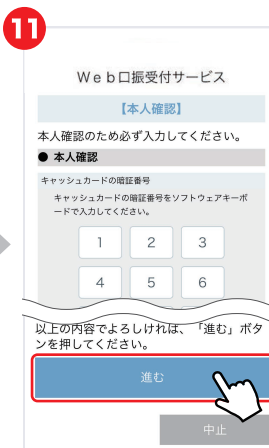 11
Ｗｅｂ口振受付サービス
【本人確認】
本人確認のため必ず入力してください。
● 本人確認
キャッシュカードの暗証番号
キャッシュカードの暗証番号をソフトウェアキーボ
ードで入力してください。
1 2 3
4 5 6
以上の内容でよろしければ、「進む」ボタ
ンを押してください。
進む
中止